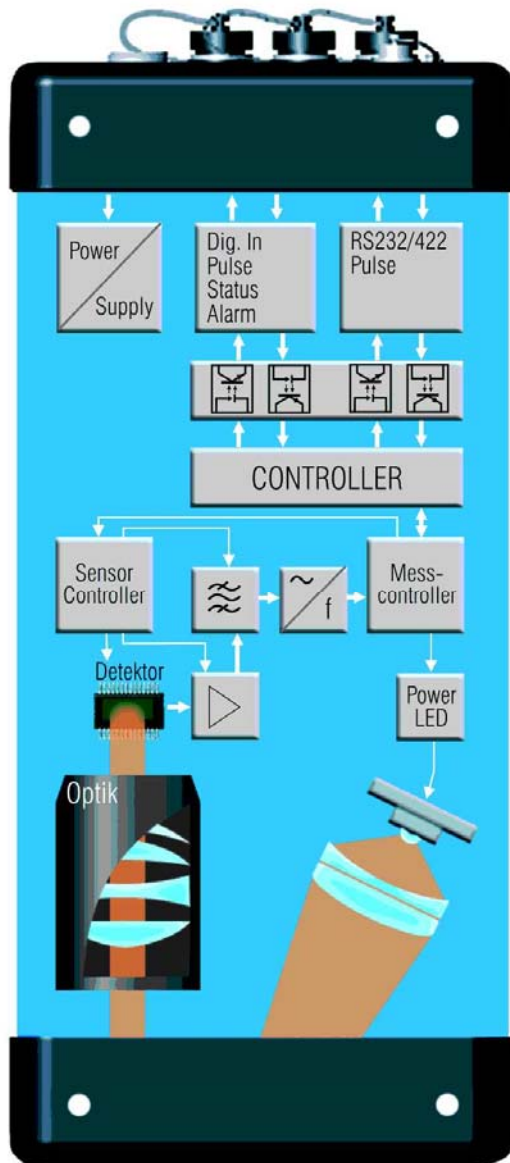 Power
Supply
Dig. In
Pulse
Status
Alarm
RS232/422
Pulse
CONTROLLER
Sensor
Controller
~
f
Mess-
controller
Detektor
Power
LED
Optik